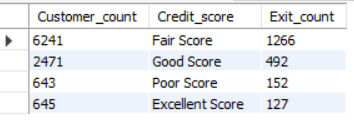 Customer_count Credit_score Exit_count
6241 Fair Score 1266
2471 Good Score 492
643 Poor Score 152
645 Excellent Score 127